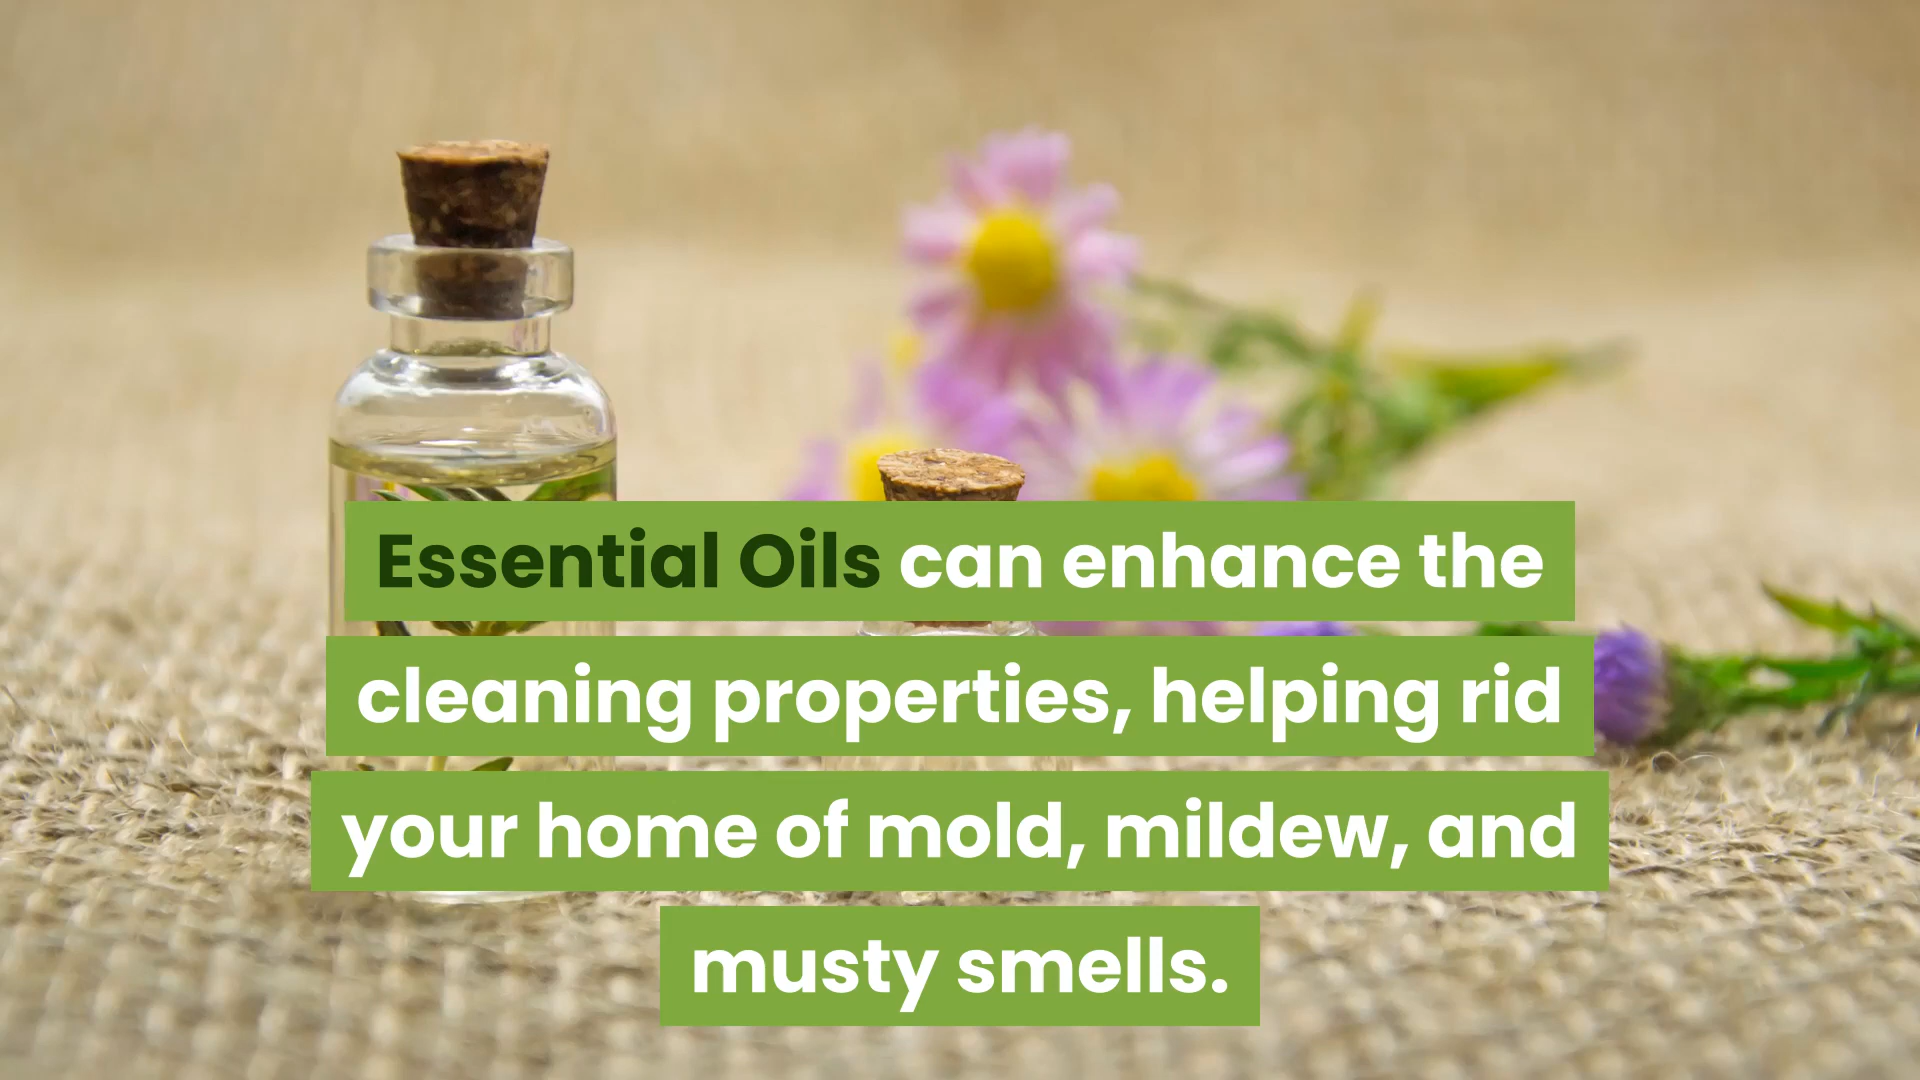 Essential Oils can enhance the
cleaning properties, helping rid
your home of mold, mildew, and
musty smells.